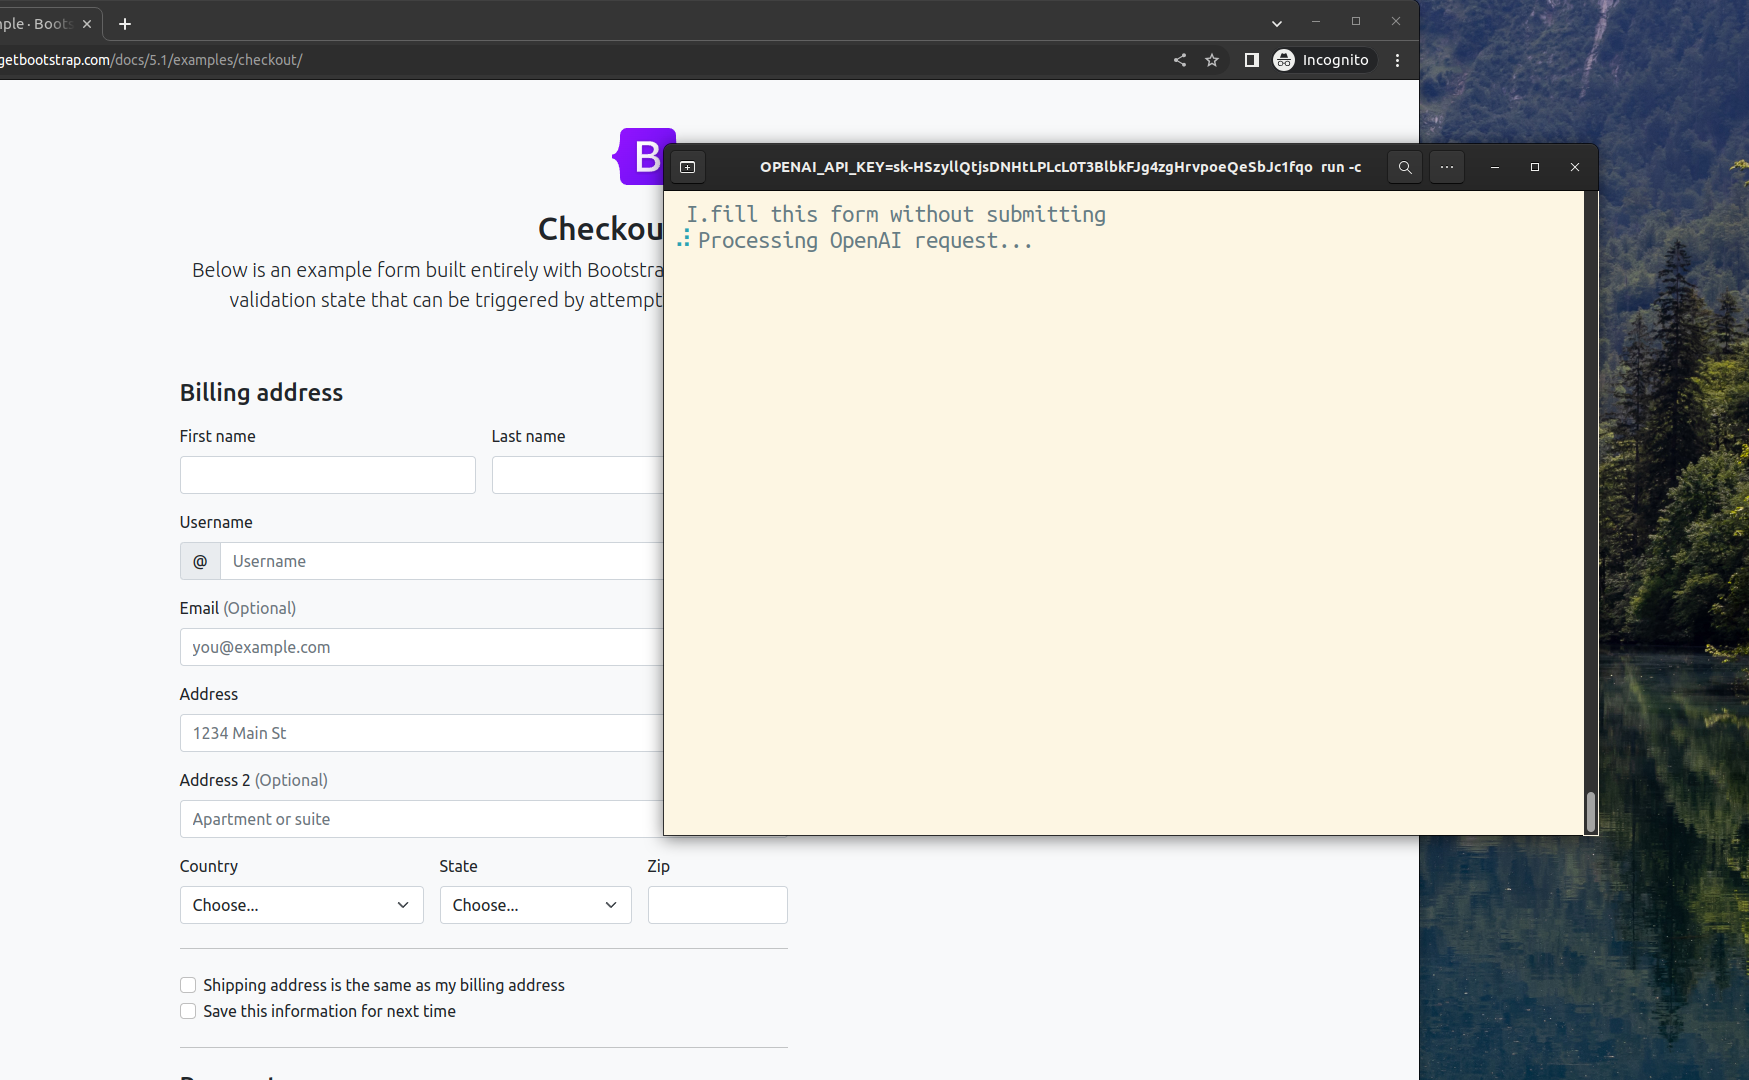 mple · Boots
getbootstrap.com/docs/5.1/examples/checkout/
Incognito
B
OPENAI_API_KEY=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 run -c
I.fill this form without submitting
Processing OpenAI request...
Checkou
Below is an example form built entirely with Bootstra
validation state that can be triggered by attempt
Billing address
First name
Last name
Username
@ Username
Email (Optional)
you@example.com
Address
1234 Main St
Address 2 (Optional)
Apartment or suite
Country
State
Zip
Choose...
Choose...
Shipping address is the same as my billing address
Save this information for next time